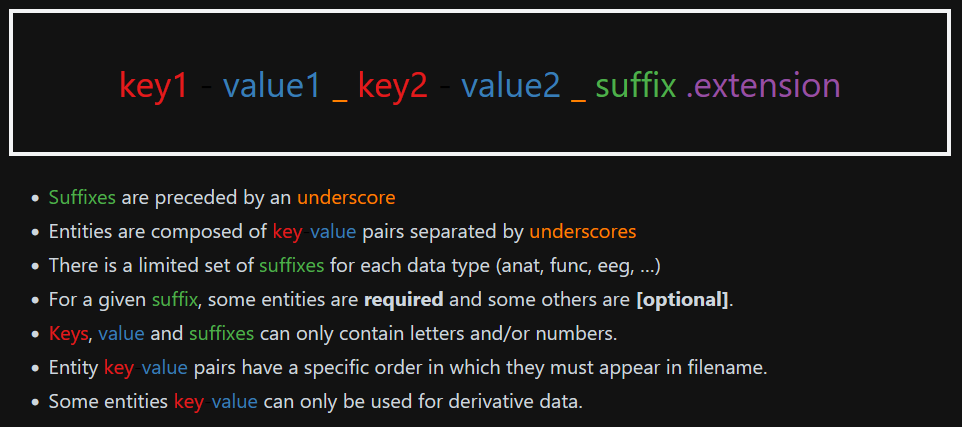 key1 - value1 _ key2 - value2 _ suffix .extension
• Suffixes are preceded by an underscore
• Entities are composed of key-value pairs separated by underscores
• There is a limited set of suffixes for each data type (anat, func, eeg, ...)
• For a given suffix, some entities are required and some others are [optional].
• Keys, value and suffixes can only contain letters and/or numbers.
• Entity key-value pairs have a specific order in which they must appear in filename.
• Some entities key-value can only be used for derivative data.